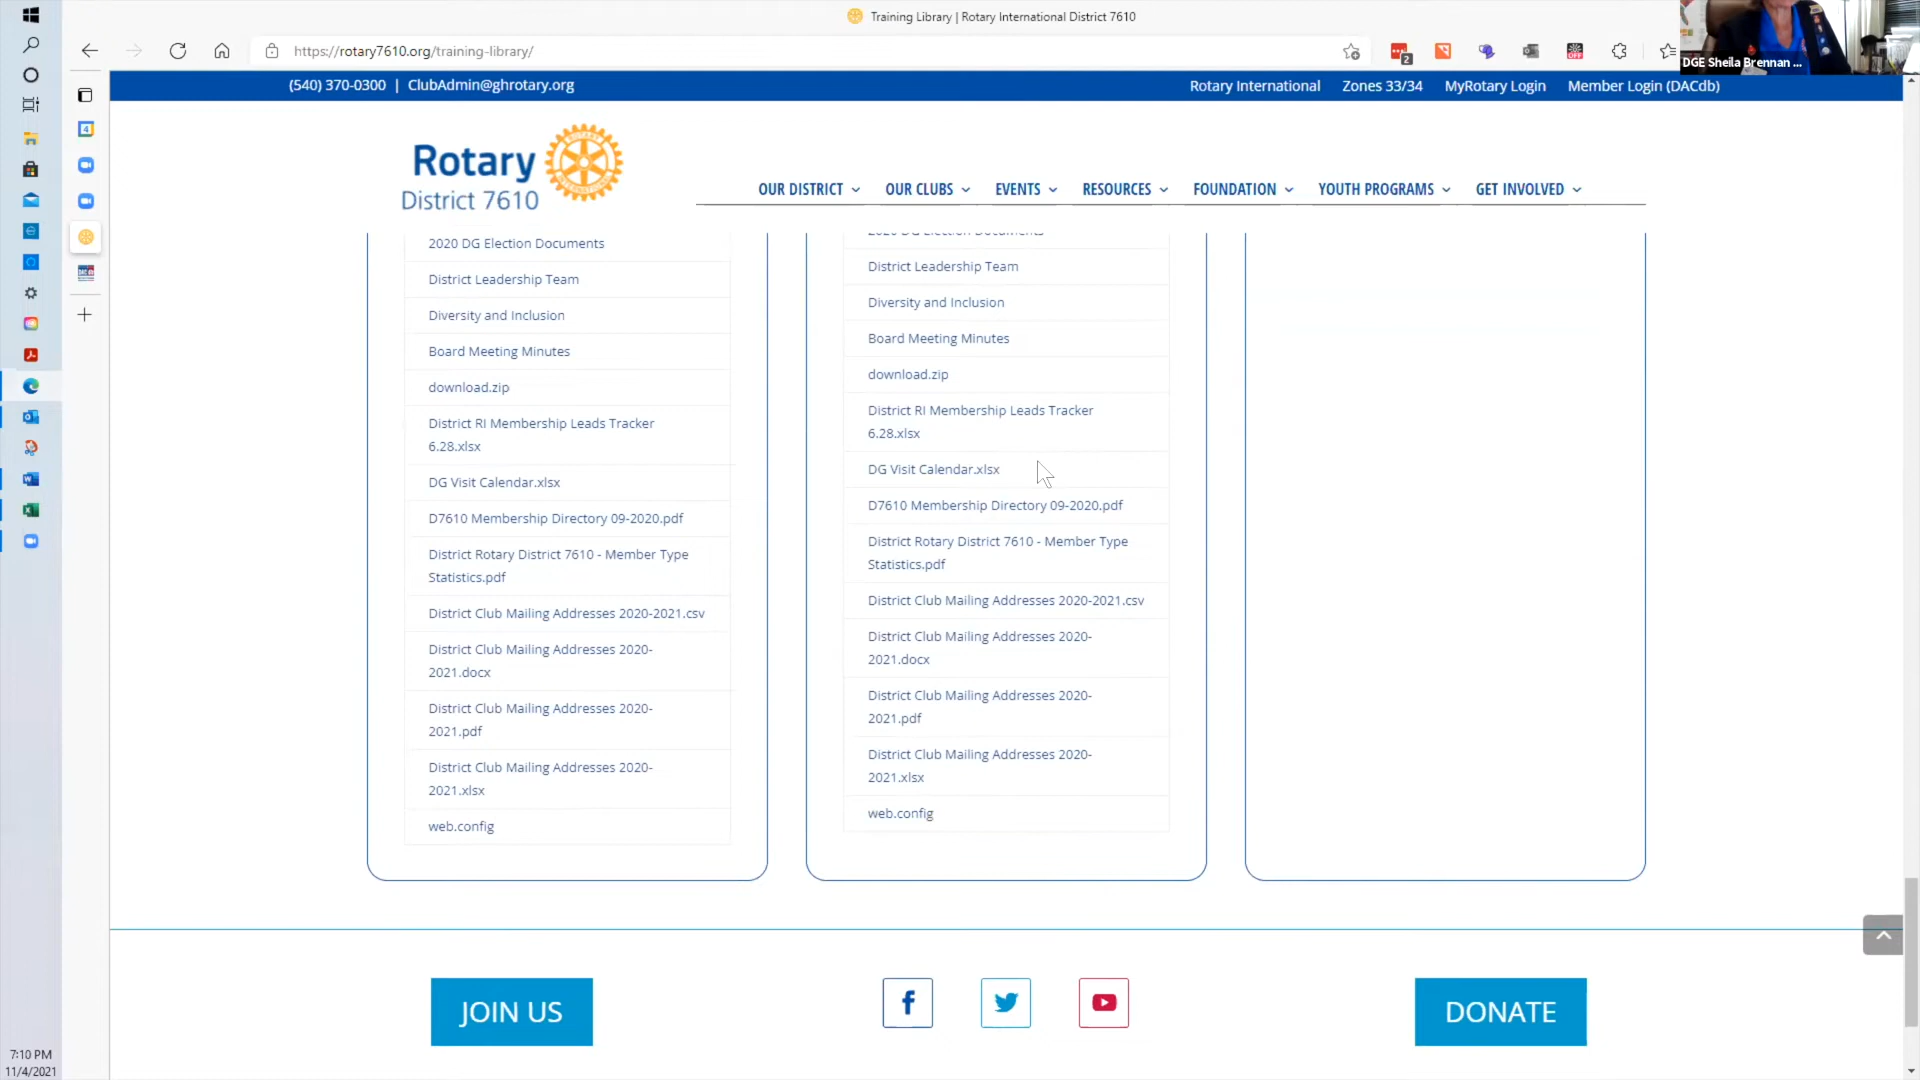 Training Library | Rotary International District 7610
https://rotary7610.org/training-library/
2
OFF
DGE Sheila Brennan ...
4
(540) 370-0300 | ClubAdmin@ghrotary.org
Rotary International
Zones 33/34
MyRotary Login
Member Login (DACdb)
Rotary
District 7610
OUR DISTRICT
OUR CLUBS
EVENTS
RESOURCES
FOUNDATION
YOUTH PROGRAMS
GET INVOLVED
2020 DG Election Documents
District Leadership Team
Diversity and Inclusion
Board Meeting Minutes
download.zip
District RI Membership Leads Tracker
6.28.xlsx
DG Visit Calendar.xlsx
D7610 Membership Directory 09-2020.pdf
District Rotary District 7610 - Member Type
Statistics.pdf
District Club Mailing Addresses 2020-2021.csv
District Club Mailing Addresses 2020-
2021.docx
District Club Mailing Addresses 2020-
2021.pdf
District Club Mailing Addresses 2020-
2021.xlsx
web.config
2020 DG Election Documents
District Leadership Team
Diversity and Inclusion
Board Meeting Minutes
download.zip
District RI Membership Leads Tracker
6.28.xlsx
DG Visit Calendar.xlsx
D7610 Membership Directory 09-2020.pdf
District Rotary District 7610 - Member Type
Statistics.pdf
District Club Mailing Addresses 2020-2021.csv
District Club Mailing Addresses 2020-
2021.docx
District Club Mailing Addresses 2020-
2021.pdf
District Club Mailing Addresses 2020-
2021.xlsx
web.config
JOIN US
DONATE
7:10 PM
11/4/2021